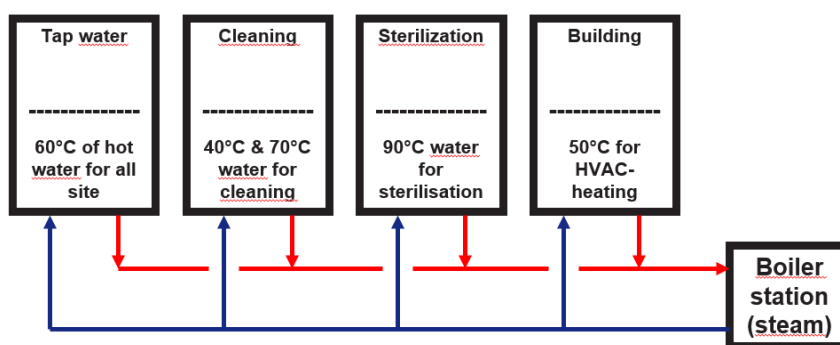 Tap water
60°C of hot
water for all
site
Cleaning
40°C & 70°C
water for
cleaning
Sterilization
90°C water
for
sterilisation
Building
50°C for
HVAC-
heating
Boiler
station
(steam)